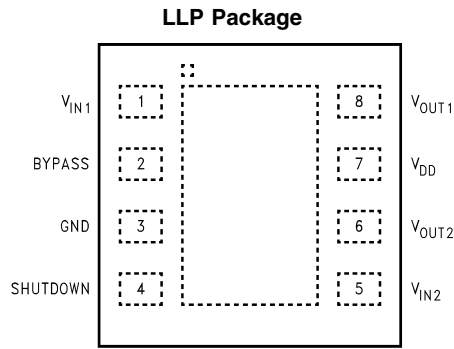 LLP Package
VIN1 1 8 VOUT1
BYPASS 2 7 VDD
GND 3 6 VOUT2
SHUTDOWN 4 5 VIN2